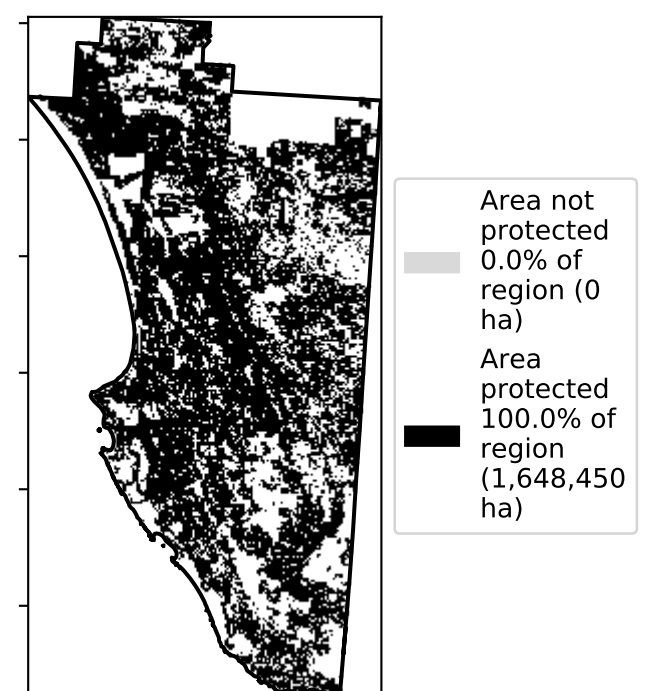 Area not
protected
0.0% of
region (0
ha)
Area
protected
100.0% of
region
(1,648,450
ha)